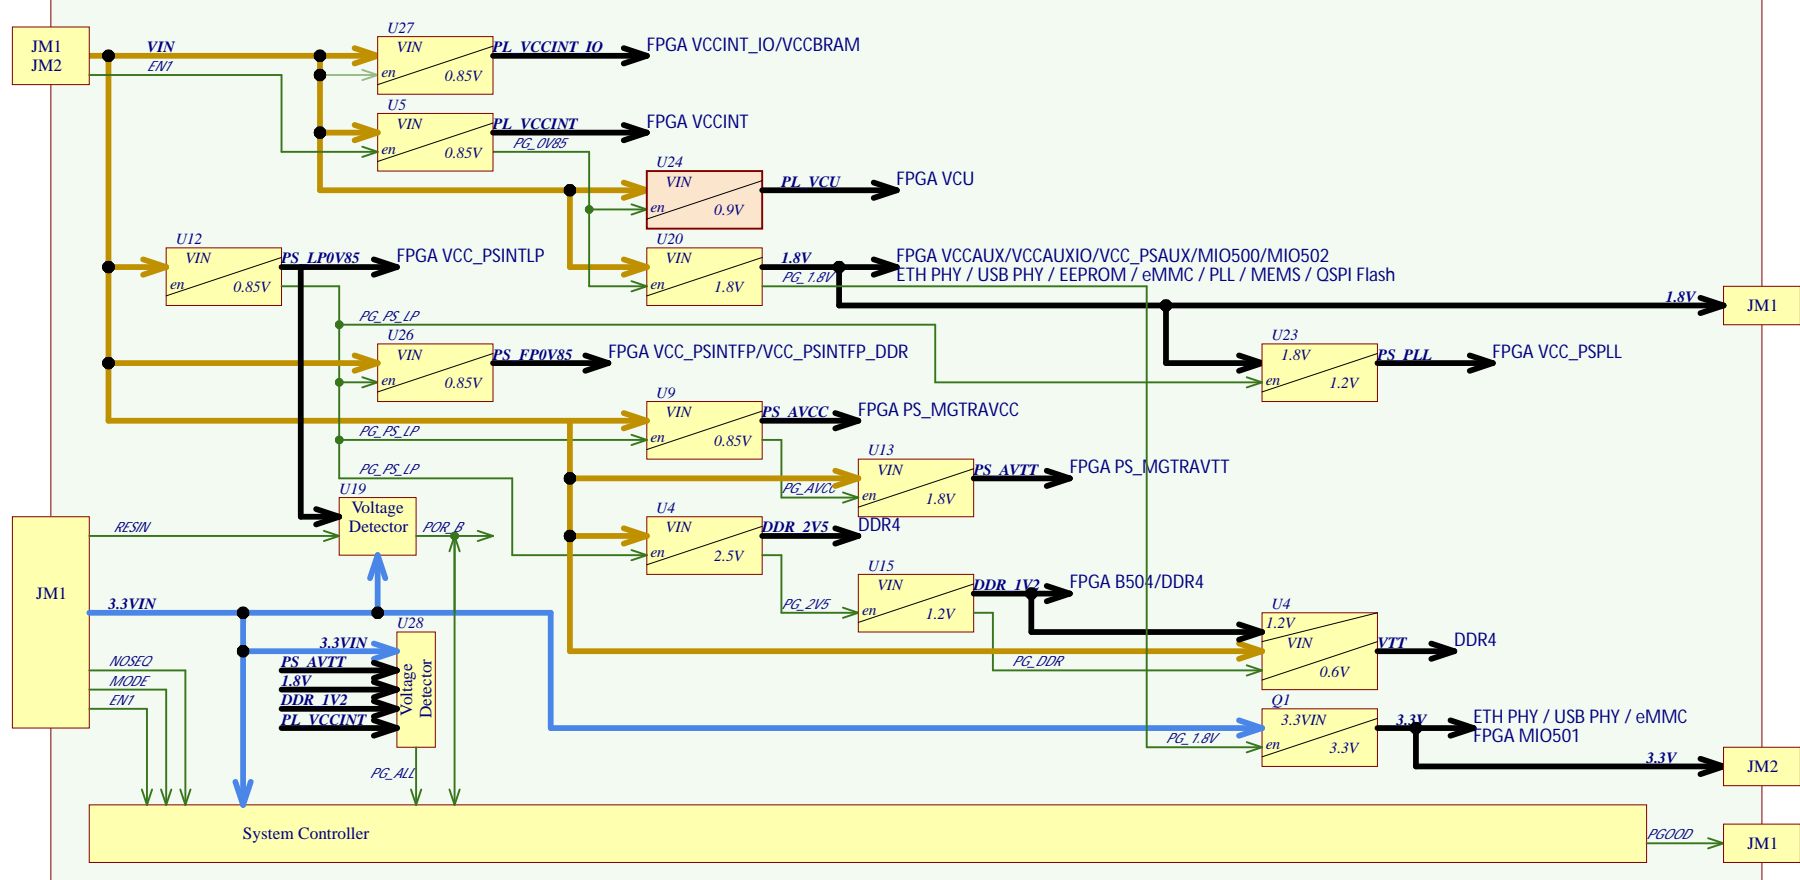 U27
JM1
JM2
VIN
EN1
VIN
en
0.85V
PL_VCCINT_IO
FPGA VCCINT_IO/VCCBRAM
U5
VIN
en
0.85V
PL_VCCINT
FPGA VCCINT
PG_0V85
U24
VIN
en
0.9V
PL_VCU
FPGA VCU
U12
VIN
en
0.85V
PS_LP0V85
FPGA VCC_PSINTLP
U20
VIN
en
1.8V
1.8V
PG_1.8V
FPGA VCCAUX/VCCAUXIO/VCC_PSAUX/MIO500/MIO502
ETH PHY / USB PHY / EEPROM / eMMC / PLL / MEMS / QSPI Flash
1.8V
JM1
PG_PS_LP
U26
VIN
en
0.85V
PS_FP0V85
FPGA VCC_PSINTFP/VCC_PSINTFP_DDR
U23
1.8V
en
1.2V
PS_PLL
FPGA VCC_PSPLL
U9
VIN
en
0.85V
PS_AVCC
FPGA PS_MGTRAVCC
PG_PS_LP
U13
VIN
en
1.8V
PS_AVTT
FPGA PS_MGTRAVTT
PG_AVCC
PG_PS_LP
U19
Voltage
Detector
RESIN
POR_B
U4
VIN
en
2.5V
DDR_2V5
DDR4
U15
VIN
en
1.2V
DDR_1V2
FPGA B504/DDR4
PG_2V5
JM1
3.3VIN
U4
1.2V
VIN
0.6V
VTT
DDR4
PG_DDR
U28
Voltage
Detector
3.3VIN
PS_AVTT
1.8V
DDR_1V2
PL_VCCINT
NOSEQ
MODE
EN1
Q1
3.3VIN
en
3.3V
3.3V
ETH PHY / USB PHY / eMMC
FPGA MIO501
PG_1.8V
3.3V
JM2
PG_ALL
System Controller
PGOOD
JM1